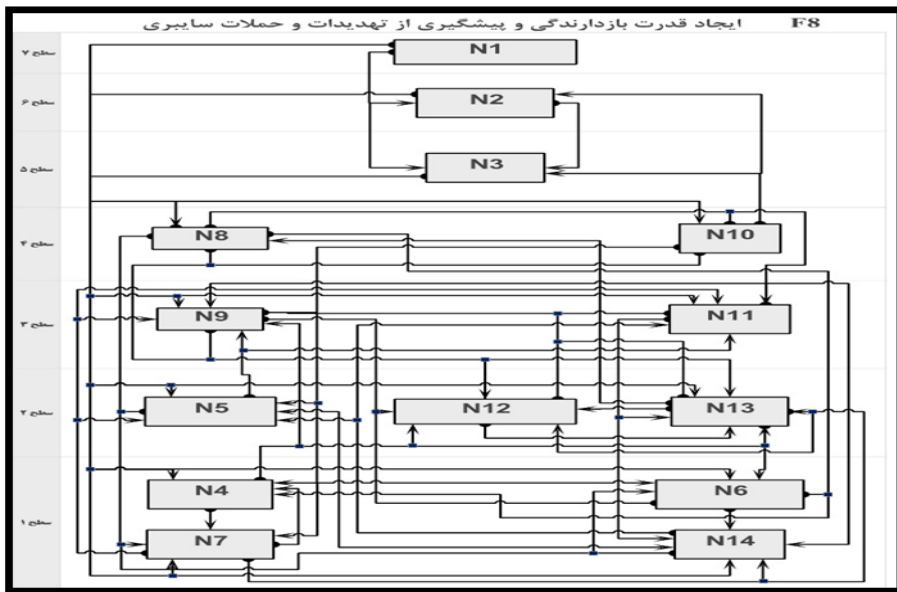 ایجاد قدرت بازدارندگی و پیشگیری از تهدیدات و حملات سایبری F8
سطح ۷
N1
سطح ۶
N2
سطح ۵
N3
سطح ۴
N8
N10
سطح ۳
N9
N11
سطح ۲
N5
N12
N13
N4
N6
سطح ۱
N7
N14